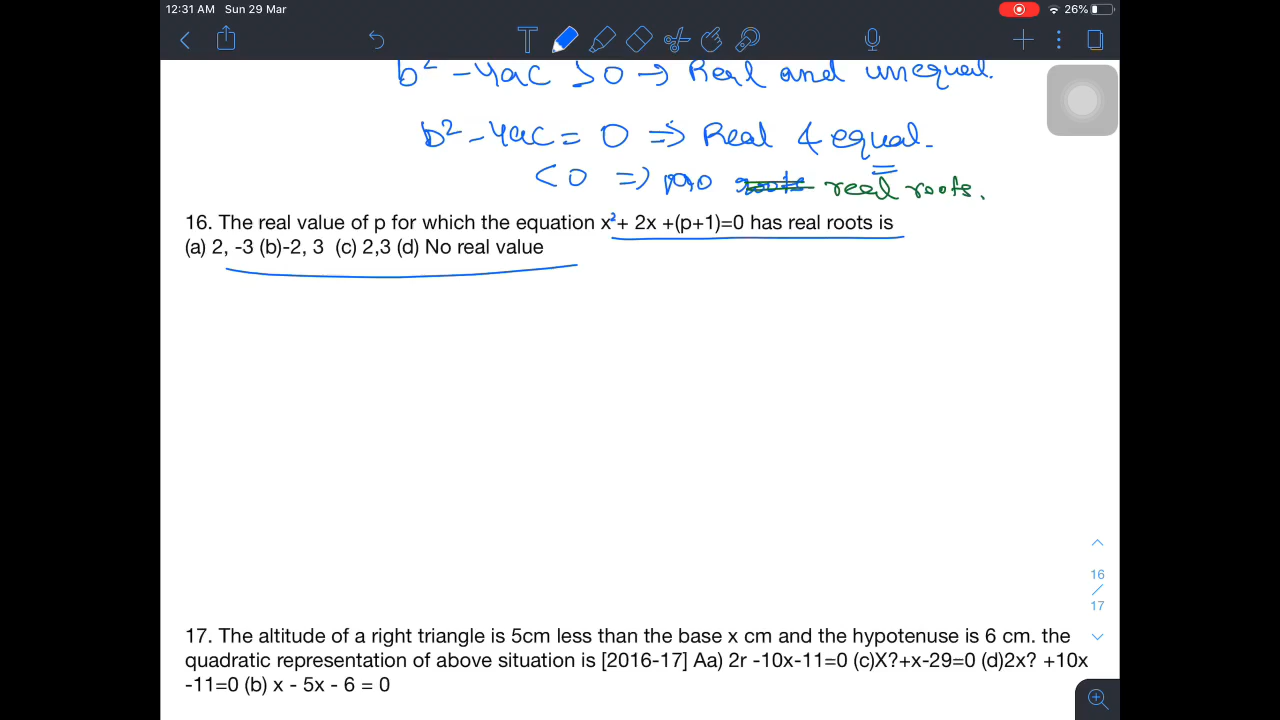 12:31 AM Sun 29 Mar
26%
b² - 4ac > 0 → Real and unequal.
b² - 4ac = 0 => Real & equal.
< 0 => no roots real roots.
16. The real value of p for which the equation x²+ 2x +(p+1)=0 has real roots is
(a) 2, -3 (b)-2, 3 (c) 2,3 (d) No real value
16
/
17
17. The altitude of a right triangle is 5cm less than the base x cm and the hypotenuse is 6 cm. the
quadratic representation of above situation is [2016-17] Aa) 2r -10x-11=0 (c)X?+x-29=0 (d)2x? +10x
-11=0 (b) x - 5x - 6 = 0